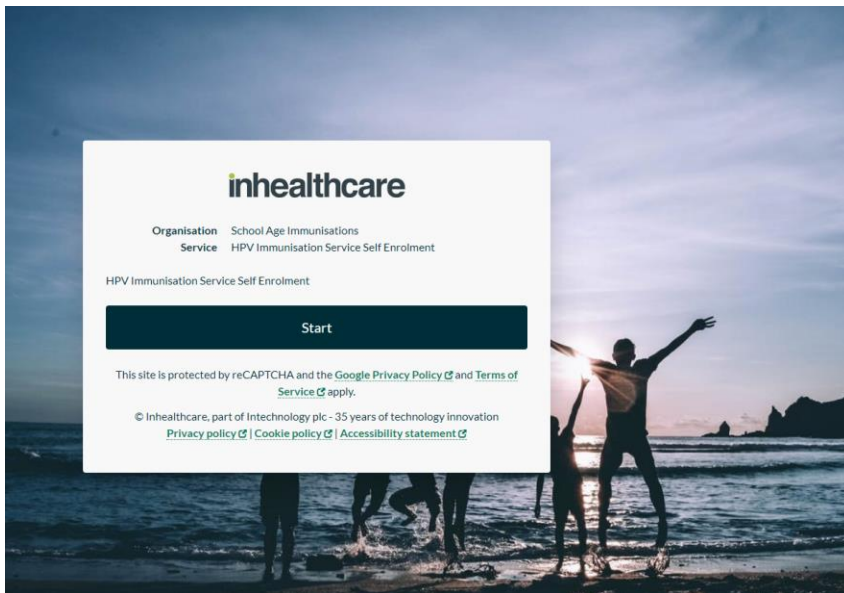 inhealthcare
Organisation School Age Immunisations
Service HPV Immunisation Service Self Enrolment
HPV Immunisation Service Self Enrolment
Start
This site is protected by reCAPTCHA and the Google Privacy Policy and Terms of
Service apply.
© Inhealthcare, part of Intechnology plc - 35 years of technology innovation
Privacy policy | Cookie policy | Accessibility statement